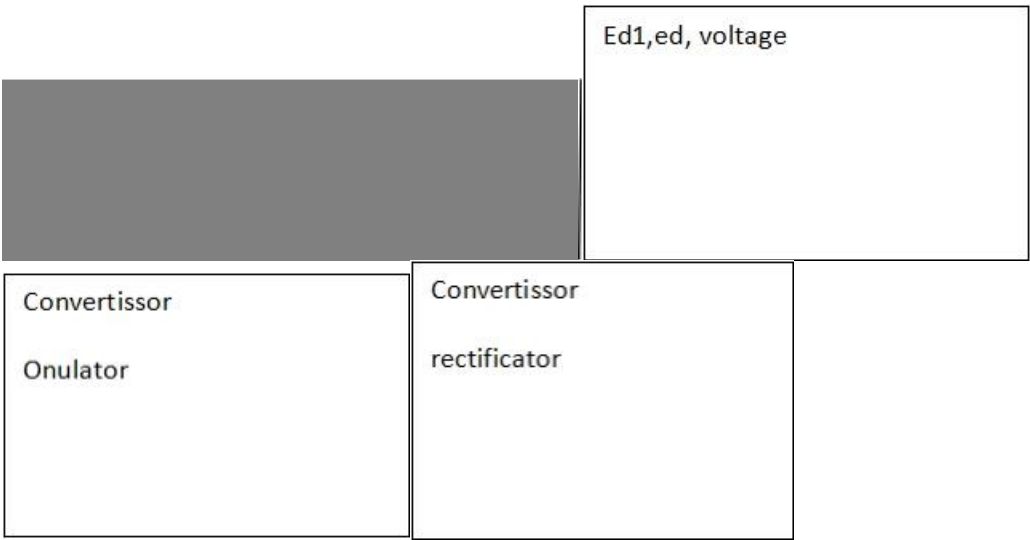 Ed1,ed, voltage
Convertissor
Onulator
Convertissor
rectificator